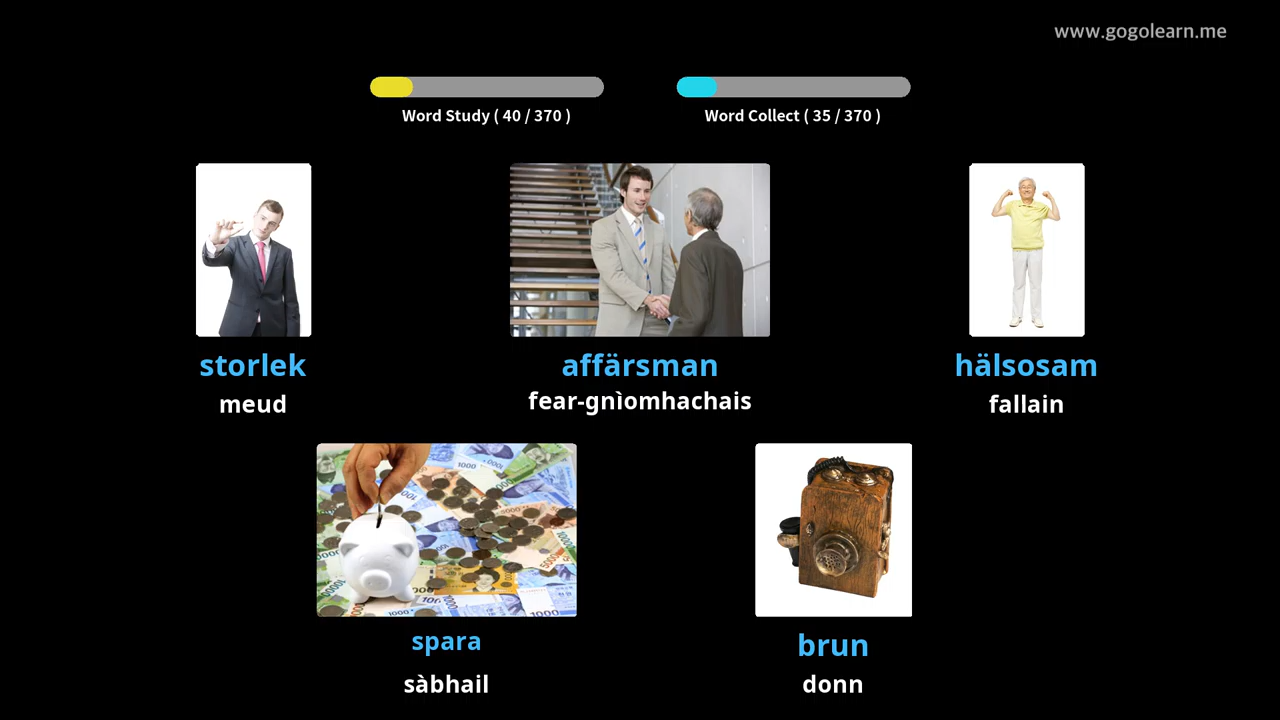 www.gogolearn.me
Word Study ( 40 / 370 )
Word Collect ( 35 / 370 )
storlek
meud
affärsman
fear-gnìomhachais
hälsosam
fallain
spara
sàbhail
brun
donn